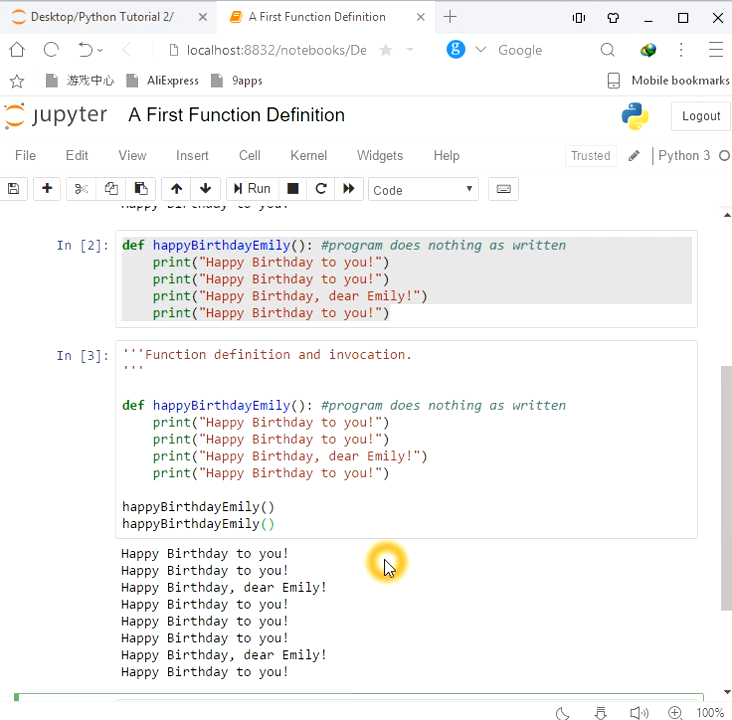 Desktop/Python Tutorial 2/
A First Function Definition
localhost:8832/notebooks/De
Google
游戏中心
AliExpress
9apps
Mobile bookmarks
jupyter
A First Function Definition
Logout
File Edit View Insert Cell Kernel Widgets Help
Trusted
Python 3
Run
Code
Happy Birthday to you!
In [2]:
def happyBirthdayEmily(): #program does nothing as written
    print("Happy Birthday to you!")
    print("Happy Birthday to you!")
    print("Happy Birthday, dear Emily!")
    print("Happy Birthday to you!")
In [3]:
'''Function definition and invocation.
'''
def happyBirthdayEmily(): #program does nothing as written
    print("Happy Birthday to you!")
    print("Happy Birthday to you!")
    print("Happy Birthday, dear Emily!")
    print("Happy Birthday to you!")
happyBirthdayEmily()
happyBirthdayEmily()
Happy Birthday to you!
Happy Birthday to you!
Happy Birthday, dear Emily!
Happy Birthday to you!
Happy Birthday to you!
Happy Birthday to you!
Happy Birthday, dear Emily!
Happy Birthday to you!
100%